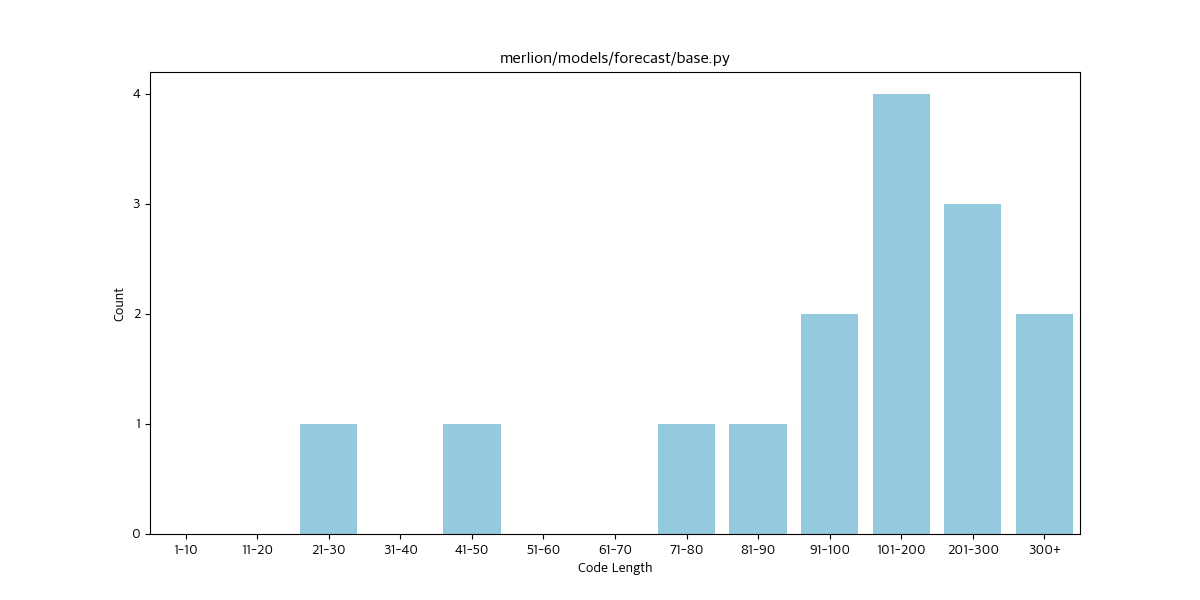 merlion/models/forecast/base.py
4
3
2
1
0
Count
1-10 11-20 21-30 31-40 41-50 51-60 61-70 71-80 81-90 91-100 101-200 201-300 300+
Code Length